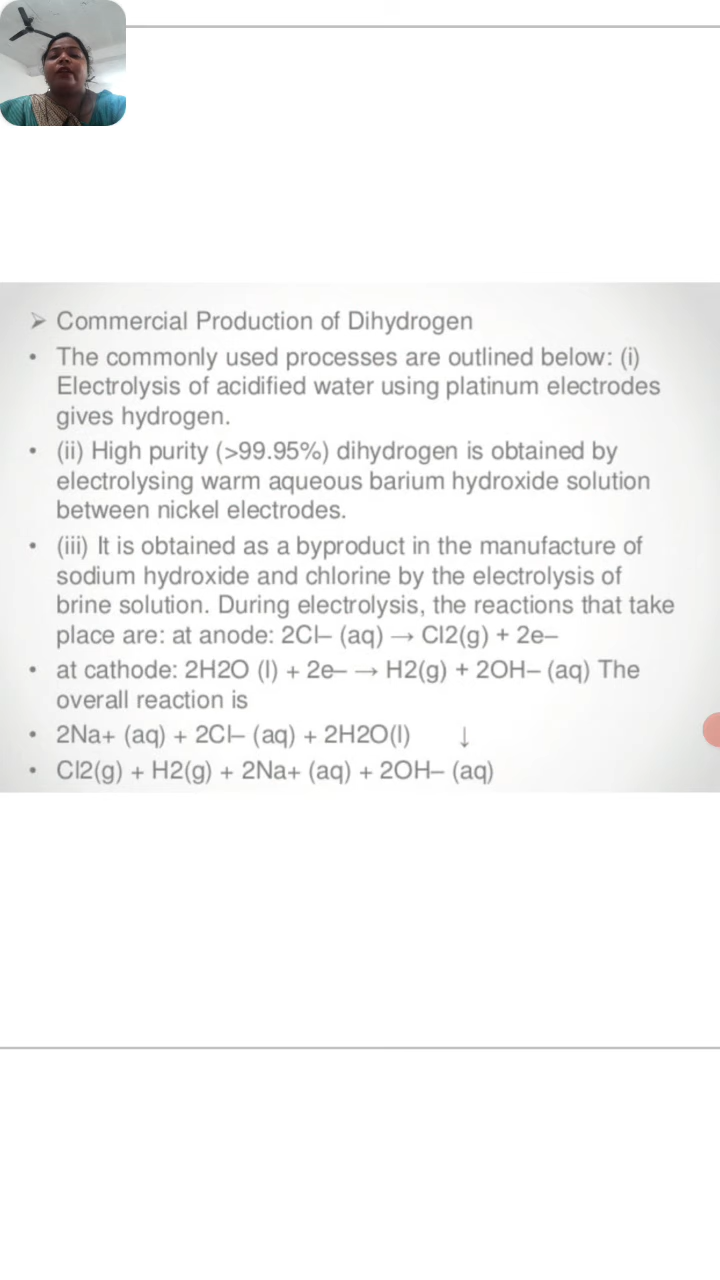 ➢ Commercial Production of Dihydrogen
• The commonly used processes are outlined below: (i)
Electrolysis of acidified water using platinum electrodes
gives hydrogen.
• (ii) High purity (>99.95%) dihydrogen is obtained by
electrolysing warm aqueous barium hydroxide solution
between nickel electrodes.
• (iii) It is obtained as a byproduct in the manufacture of
sodium hydroxide and chlorine by the electrolysis of
brine solution. During electrolysis, the reactions that take
place are: at anode: 2Cl– (aq) → Cl2(g) + 2e–
• at cathode: 2H2O (l) + 2e– → H2(g) + 2OH– (aq) The
overall reaction is
• 2Na+ (aq) + 2Cl– (aq) + 2H2O(l) ↓
• Cl2(g) + H2(g) + 2Na+ (aq) + 2OH– (aq)